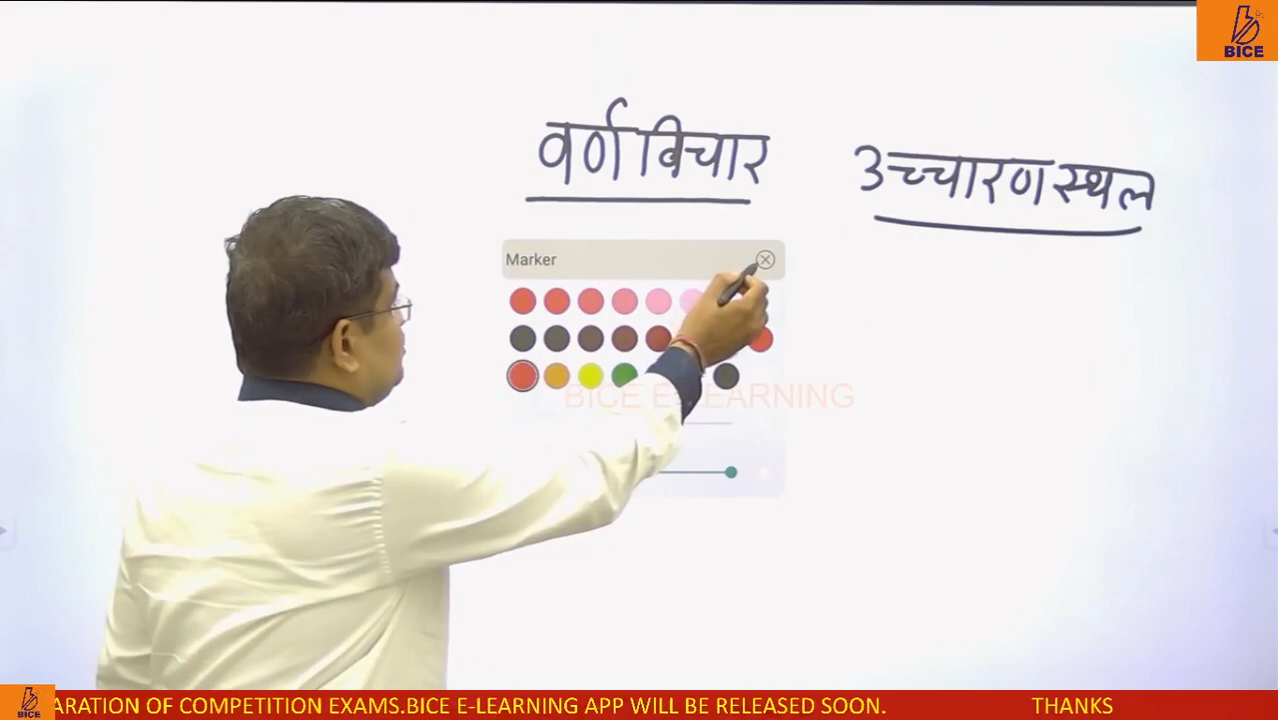 BICE
वर्ण विचार
उच्चारण स्थल
Marker
BICE E-LEARNING
BICE
ARATION OF COMPETITION EXAMS.BICE E-LEARNING APP WILL BE RELEASED SOON. THANKS